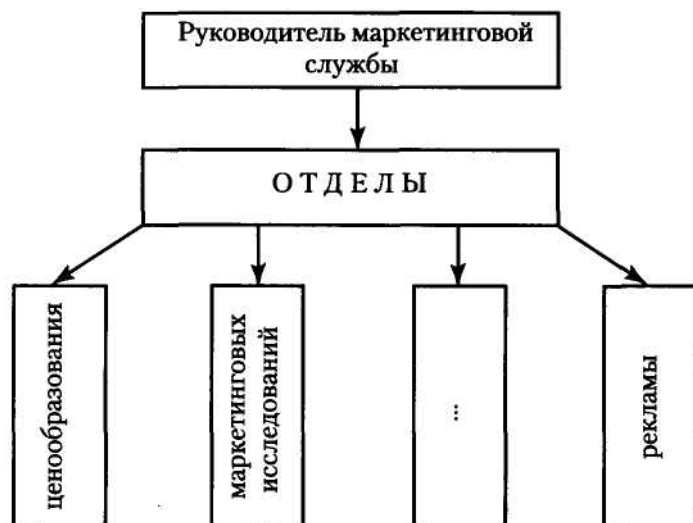 Руководитель маркетинговой
службы
ОТДЕЛЫ
ценообразования
маркетинговых
исследований
...
рекламы